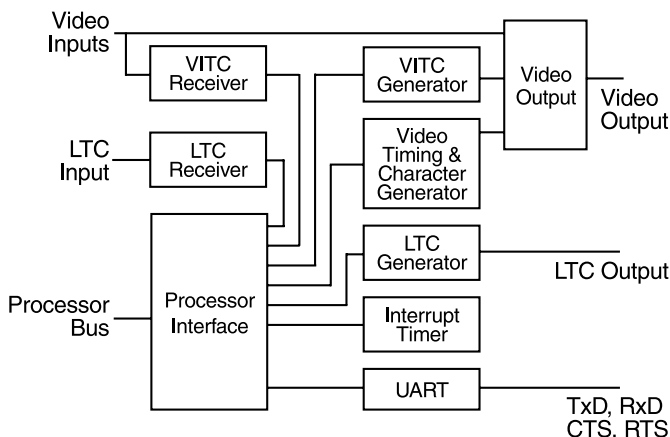 Video
Inputs
VITC
Receiver
VITC
Generator
Video
Output
Video
Output
LTC
Input
LTC
Receiver
Video
Timing &
Character
Generator
LTC
Generator
LTC Output
Processor
Bus
Processor
Interface
Interrupt
Timer
UART
TxD, RxD
CTS, RTS